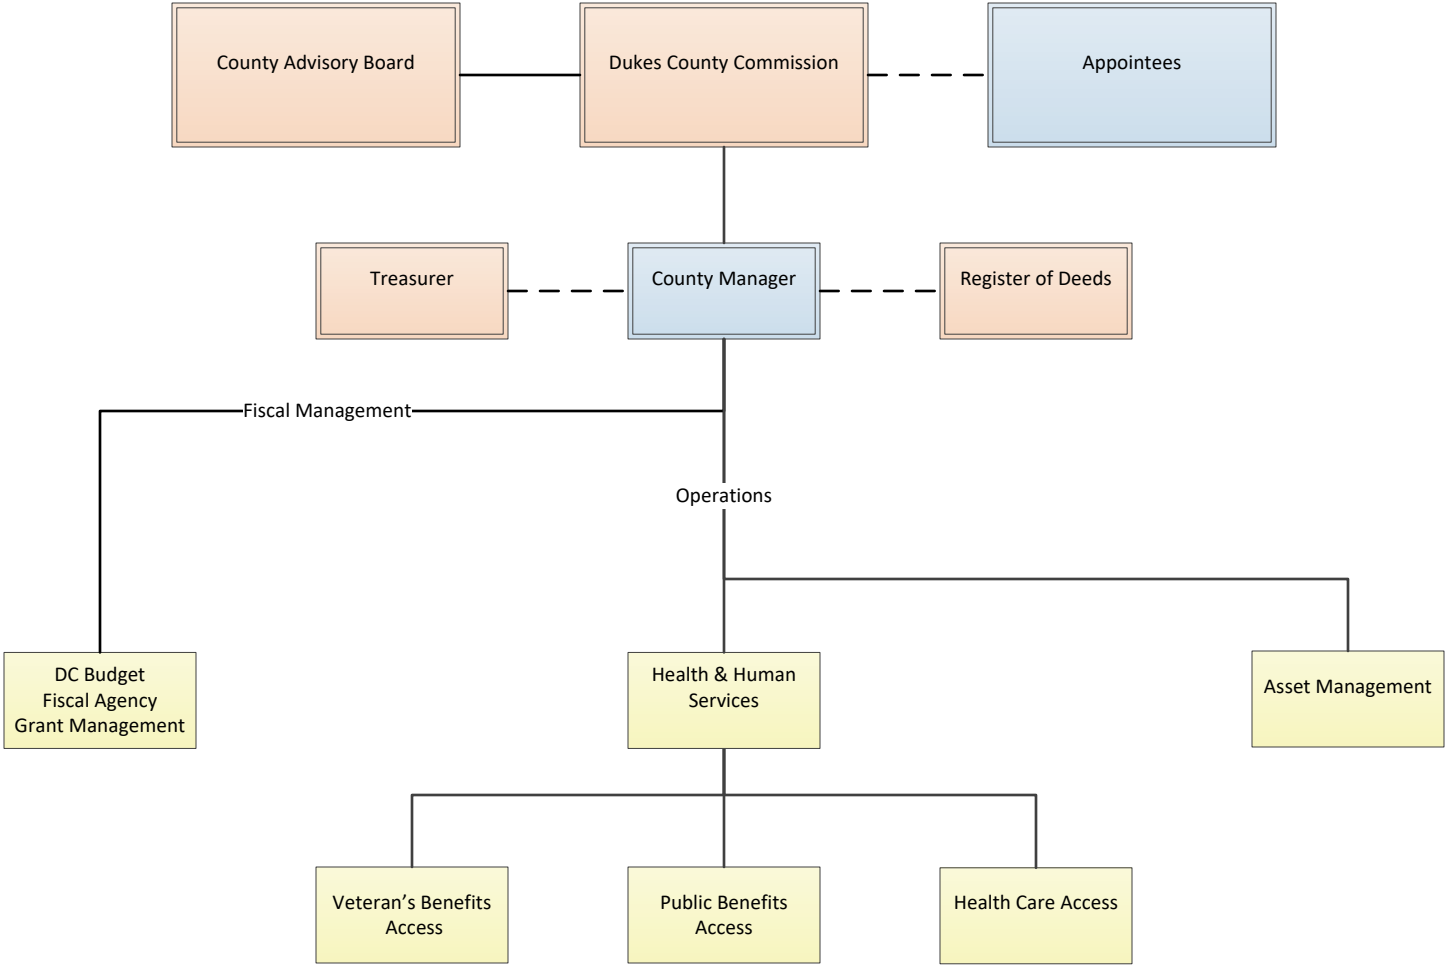 County Advisory Board
Dukes County Commission
Appointees
Treasurer
County Manager
Register of Deeds
Fiscal Management
Operations
DC Budget
Fiscal Agency
Grant Management
Health & Human
Services
Asset Management
Veteran’s Benefits
Access
Public Benefits
Access
Health Care Access